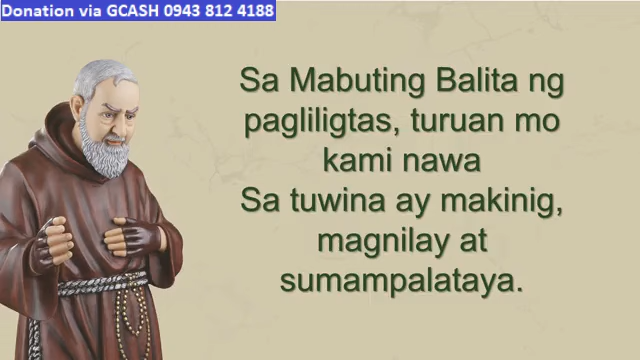 Donation via GCASH 0943 812 4188
Sa Mabuting Balita ng
pagliligtas, turuan mo
kami nawa
Sa tuwina ay makinig,
magnilay at
sumampalataya.